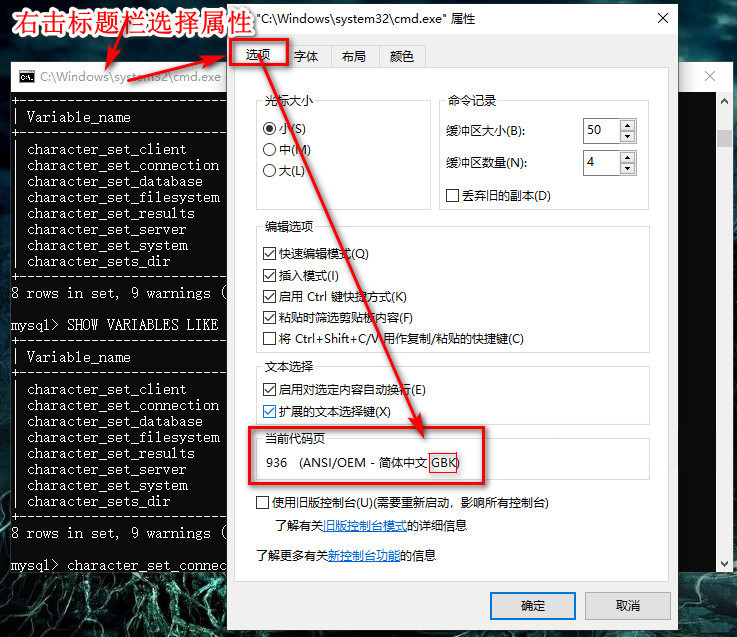 右击标题栏选择属性
"C:\Windows\system32\cmd.exe" 属性
C:\Windows\system32\cmd.exe
选项
字体
布局
颜色
光标大小
小(S)
中(M)
大(L)
命令记录
缓冲区大小(B):
50
缓冲区数量(N):
4
丢弃旧的副本(D)
编辑选项
快速编辑模式(Q)
插入模式(I)
启用 Ctrl 键快捷方式(K)
粘贴时筛选剪贴板内容(F)
将 Ctrl+Shift+C/V 用作复制/粘贴的快捷键(C)
文本选择
启用对选定内容自动换行(E)
扩展的文本选择键(X)
当前代码页
936 (ANSI/OEM - 简体中文 GBK)
使用旧版控制台(U)(需要重新启动，影响所有控制台)
了解有关旧版控制台模式的详细信息
了解更多有关新控制台功能的信息
确定
取消
+-----------------------
| Variable_name
+-----------------------
| character_set_client
| character_set_connection
| character_set_database
| character_set_filesystem
| character_set_results
| character_set_server
| character_set_system
| character_sets_dir
+-----------------------
8 rows in set, 9 warnings (
mysql> SHOW VARIABLES LIKE
+-----------------------
| Variable_name
+-----------------------
| character_set_client
| character_set_connection
| character_set_database
| character_set_filesystem
| character_set_results
| character_set_server
| character_set_system
| character_sets_dir
+-----------------------
8 rows in set, 9 warnings (
mysql> character_set_connec